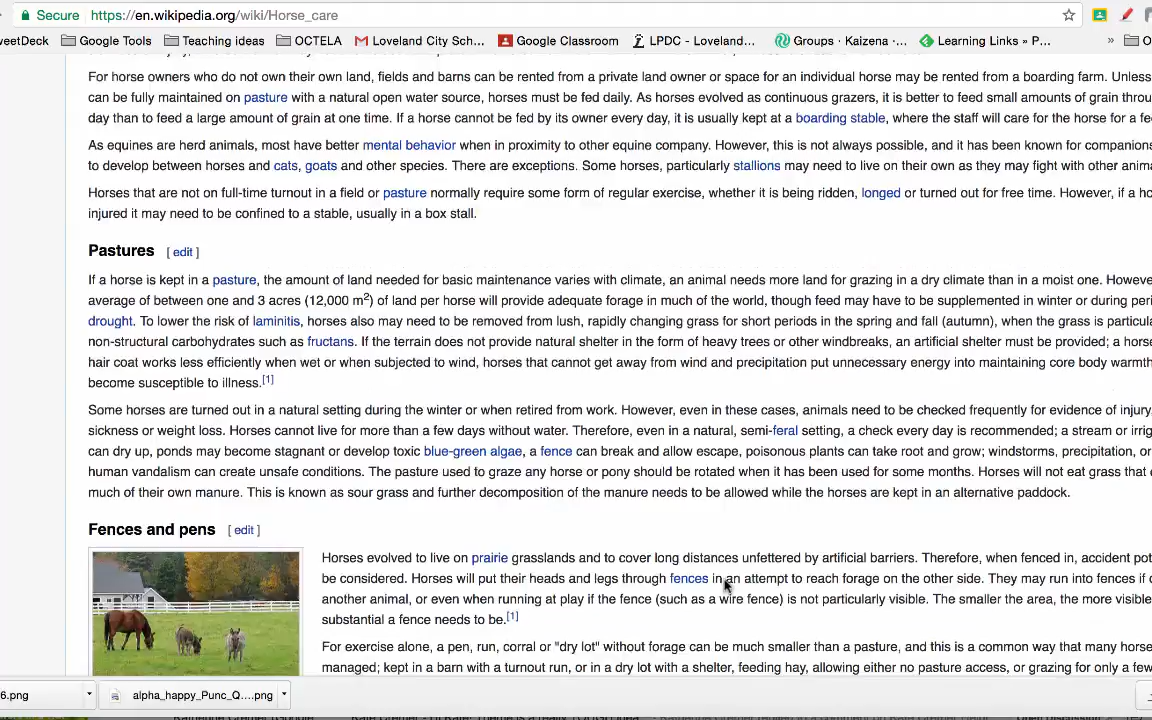 Secure https://en.wikipedia.org/wiki/Horse_care
weetDeck Google Tools Teaching ideas OCTELA Loveland City Sch... Google Classroom LPDC - Loveland... Groups · Kaizena ·... Learning Links » P... »
For horse owners who do not own their own land, fields and barns can be rented from a private land owner or space for an individual horse may be rented from a boarding farm. Unless
can be fully maintained on pasture with a natural open water source, horses must be fed daily. As horses evolved as continuous grazers, it is better to feed small amounts of grain throu
day than to feed a large amount of grain at one time. If a horse cannot be fed by its owner every day, it is usually kept at a boarding stable, where the staff will care for the horse for a fe
As equines are herd animals, most have better mental behavior when in proximity to other equine company. However, this is not always possible, and it has been known for companions
to develop between horses and cats, goats and other species. There are exceptions. Some horses, particularly stallions may need to live on their own as they may fight with other anima
Horses that are not on full-time turnout in a field or pasture normally require some form of regular exercise, whether it is being ridden, longed or turned out for free time. However, if a ho
injured it may need to be confined to a stable, usually in a box stall.
Pastures [ edit ]
If a horse is kept in a pasture, the amount of land needed for basic maintenance varies with climate, an animal needs more land for grazing in a dry climate than in a moist one. Howeve
average of between one and 3 acres (12,000 m2) of land per horse will provide adequate forage in much of the world, though feed may have to be supplemented in winter or during peri
drought. To lower the risk of laminitis, horses also may need to be removed from lush, rapidly changing grass for short periods in the spring and fall (autumn), when the grass is particula
non-structural carbohydrates such as fructans. If the terrain does not provide natural shelter in the form of heavy trees or other windbreaks, an artificial shelter must be provided; a horse
hair coat works less efficiently when wet or when subjected to wind, horses that cannot get away from wind and precipitation put unnecessary energy into maintaining core body warmth
become susceptible to illness.[1]
Some horses are turned out in a natural setting during the winter or when retired from work. However, even in these cases, animals need to be checked frequently for evidence of injury,
sickness or weight loss. Horses cannot live for more than a few days without water. Therefore, even in a natural, semi-feral setting, a check every day is recommended; a stream or irrig
can dry up, ponds may become stagnant or develop toxic blue-green algae, a fence can break and allow escape, poisonous plants can take root and grow; windstorms, precipitation, or
human vandalism can create unsafe conditions. The pasture used to graze any horse or pony should be rotated when it has been used for some months. Horses will not eat grass that
much of their own manure. This is known as sour grass and further decomposition of the manure needs to be allowed while the horses are kept in an alternative paddock.
Fences and pens [ edit ]
Horses evolved to live on prairie grasslands and to cover long distances unfettered by artificial barriers. Therefore, when fenced in, accident pot
be considered. Horses will put their heads and legs through fences in an attempt to reach forage on the other side. They may run into fences if
another animal, or even when running at play if the fence (such as a wire fence) is not particularly visible. The smaller the area, the more visible
substantial a fence needs to be.[1]
For exercise alone, a pen, run, corral or "dry lot" without forage can be much smaller than a pasture, and this is a common way that many horse
managed; kept in a barn with a turnout run, or in a dry lot with a shelter, feeding hay, allowing either no pasture access, or grazing for only a few
6.png alpha_happy_Punc_Q....png